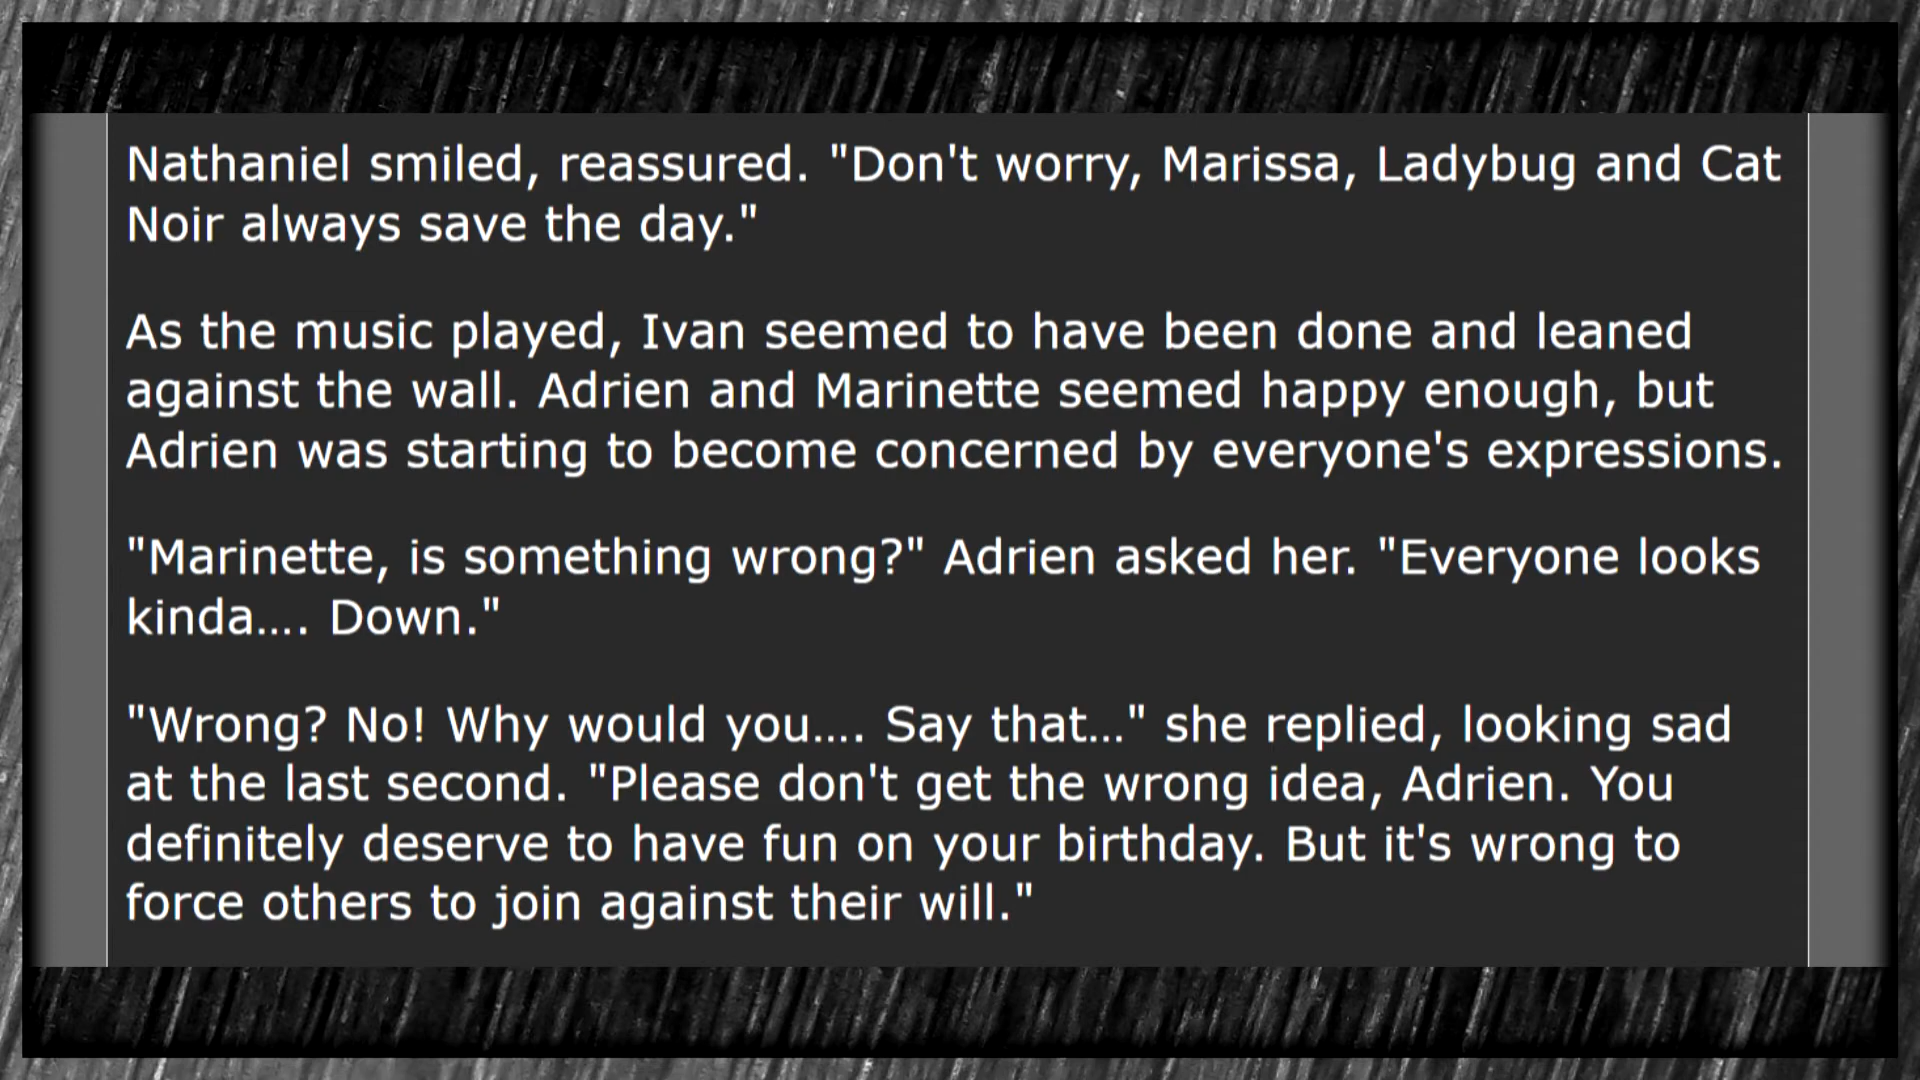 Nathaniel smiled, reassured. "Don't worry, Marissa, Ladybug and Cat
Noir always save the day."
As the music played, Ivan seemed to have been done and leaned
against the wall. Adrien and Marinette seemed happy enough, but
Adrien was starting to become concerned by everyone's expressions.
"Marinette, is something wrong?" Adrien asked her. "Everyone looks
kinda…. Down."
"Wrong? No! Why would you…. Say that…" she replied, looking sad
at the last second. "Please don't get the wrong idea, Adrien. You
definitely deserve to have fun on your birthday. But it's wrong to
force others to join against their will."